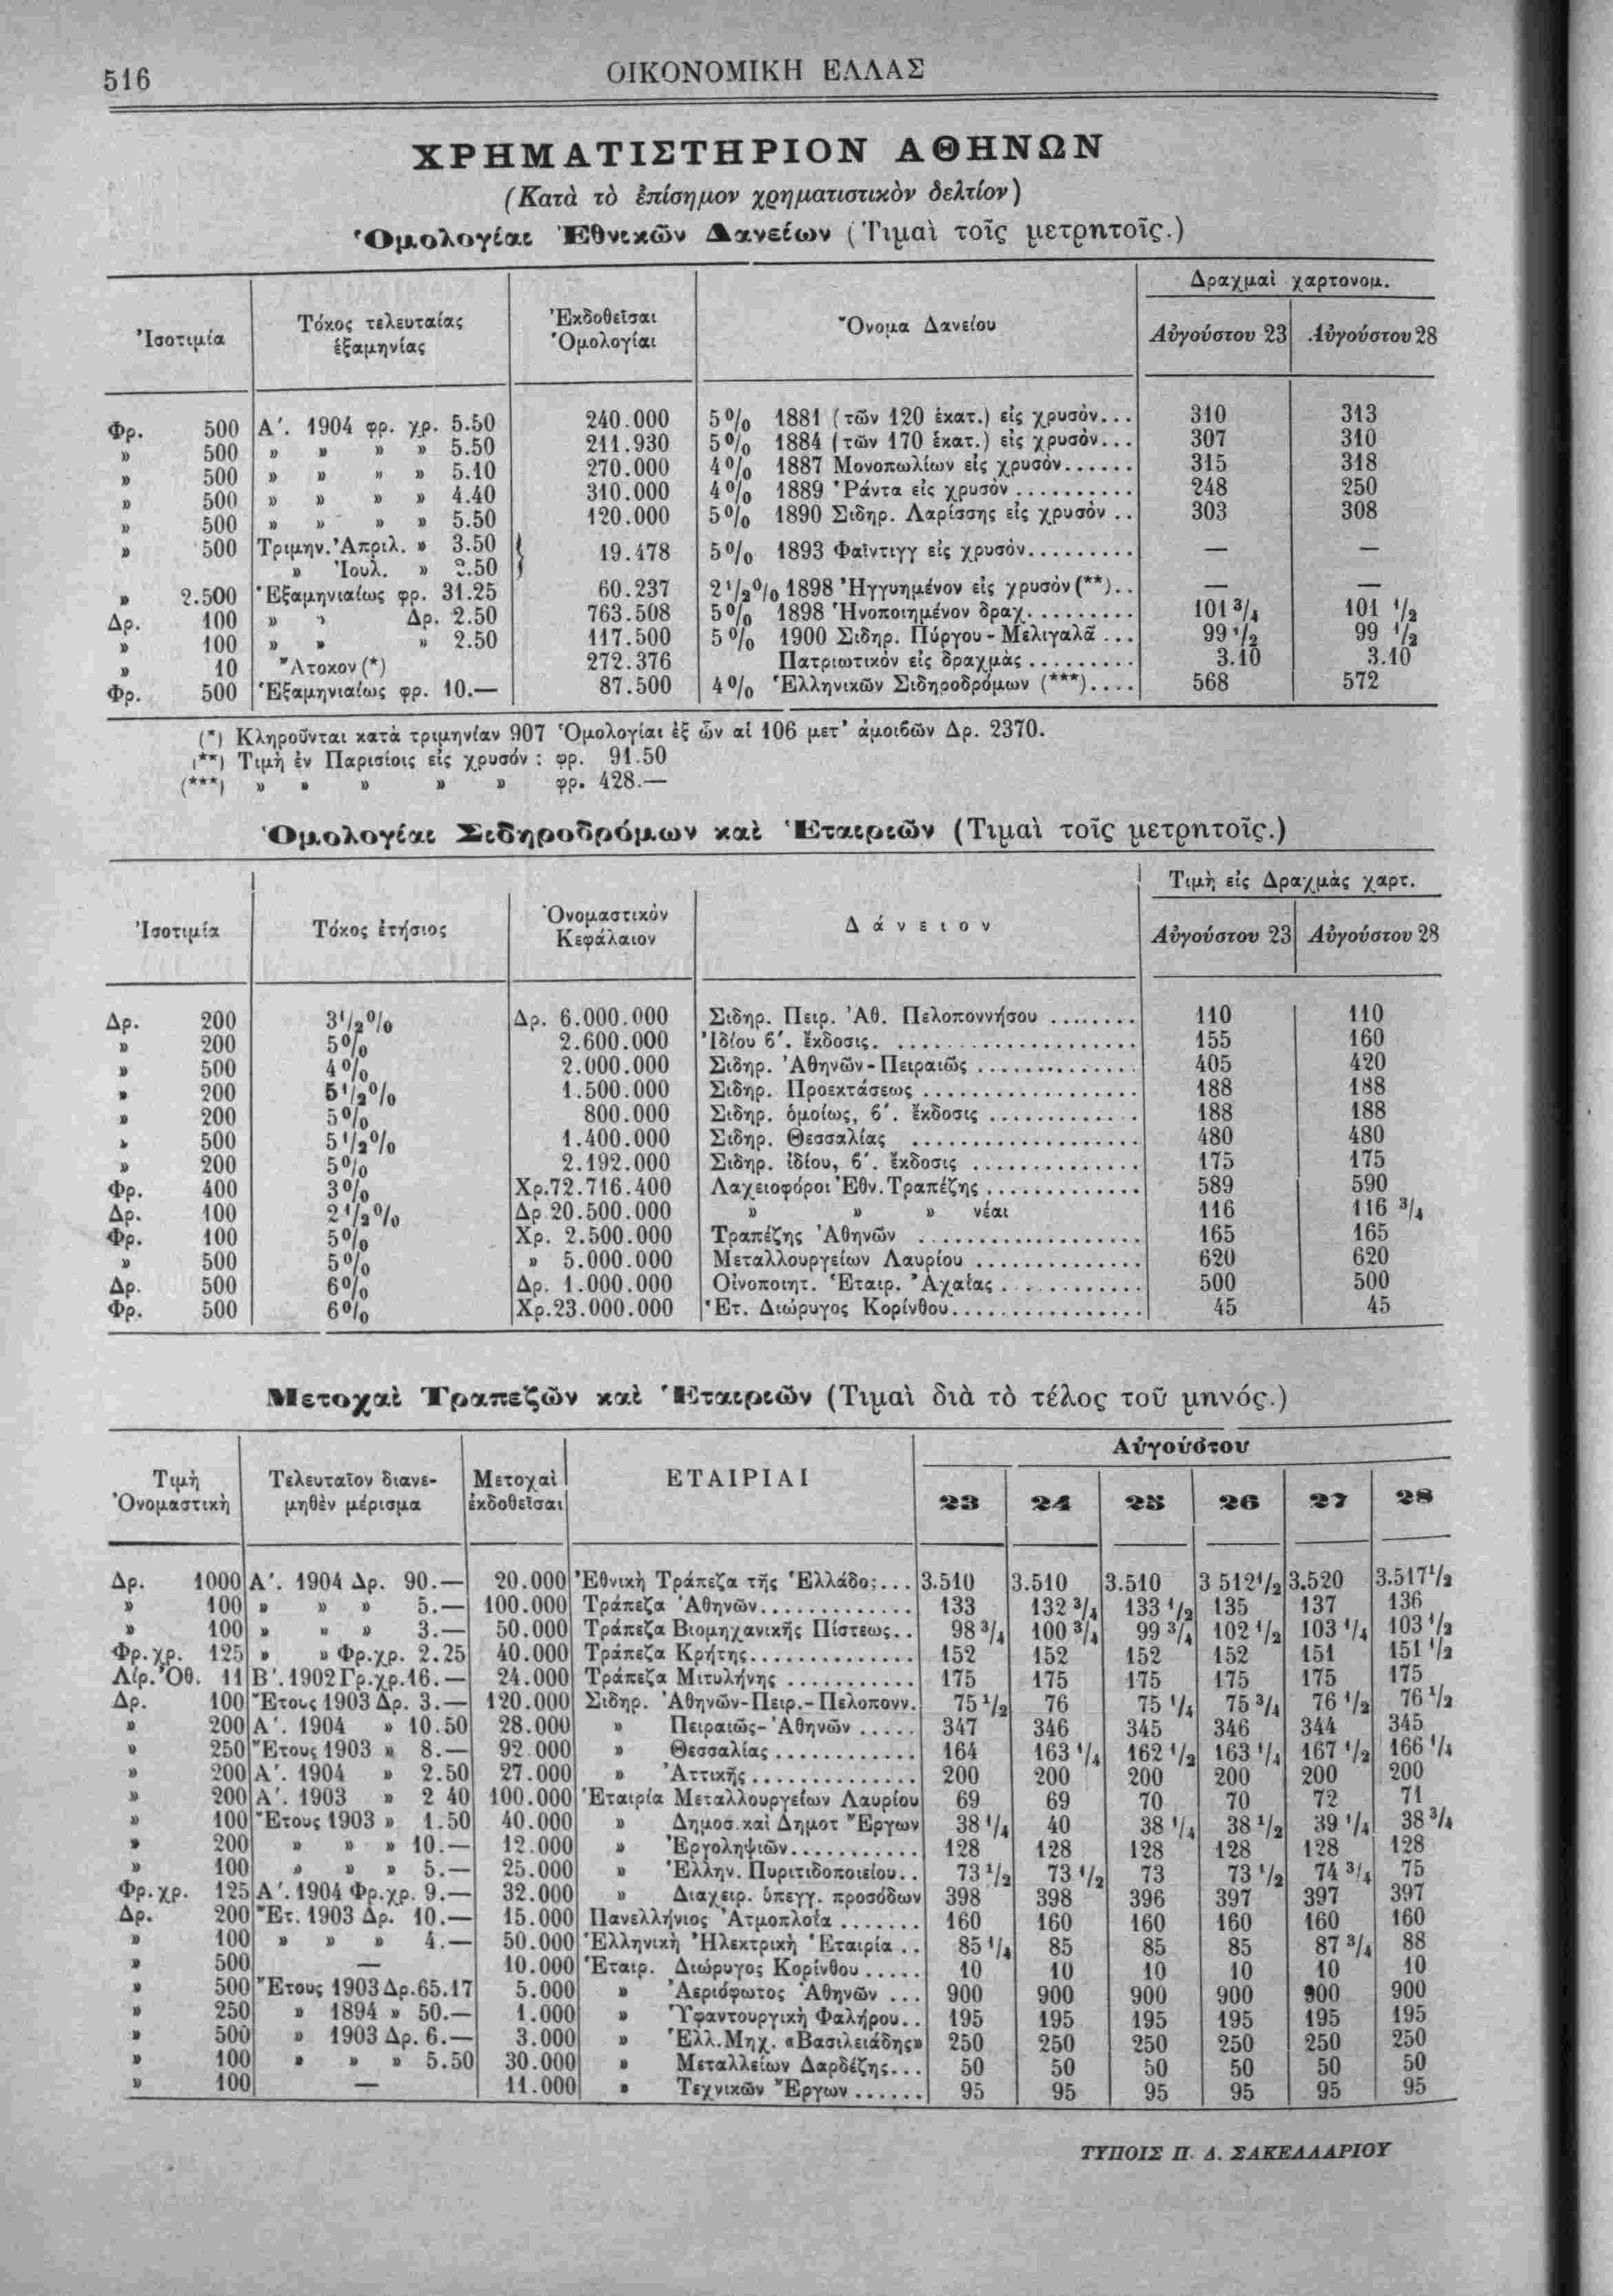 516
ΟΙΚΟΝΟΜΙΚΗ ΕΛΛΑΣ
ΧΡΗΜΑΤΙΣΤΗΡΙΟΝ ΑΘΗΝΩΝ
(Κατὰ τὸ ἐπίσημον χρηματιστικὸν δελτίον)
Ὁμολογίαι Ἐθνικῶν Δανείων (Τιμαὶ τοῖς μετρητοῖς.)
Ἰσοτιμία Τόκος τελευταίας ἑξαμηνίας Ἐκδοθεῖσαι Ὁμολογίαι Ὄνομα Δανείου Δραχμαὶ χαρτονομ. Αὐγούστου 23 Αὐγούστου 28
Φρ. 500 Α΄. 1904 φρ. χρ. 5.50 240.000 5% 1881 (τῶν 120 ἑκατ.) εἰς χρυσὸν... 310 313
» 500 » » » » 5.50 211.930 5% 1884 (τῶν 170 ἑκατ.) εἰς χρυσὸν... 307 310
» 500 » » » » 5.10 270.000 4% 1887 Μονοπωλίων εἰς χρυσὸν...... 315 318
» 500 » » » » 4.40 310.000 4% 1889 Ῥάντα εἰς χρυσὸν.......... 248 250
» 500 » » » » 5.50 120.000 5% 1890 Σιδηρ. Λαρίσσης εἰς χρυσὸν.. 303 308
» 500 Τριμην. Ἀπριλ. » 3.50 19.478 5% 1893 Φαϊντιγγ εἰς χρυσὸν......... — —
» Ἰουλ. » 2.50
» 2.500 Ἑξαμηνιαίως φρ. 31.25 60.237 2 1/2% 1898 Ἠγγυημένον εἰς χρυσὸν(**).. — —
Δρ. 100 » » Δρ. 2.50 763.508 5% 1898 Ἡνοποιημένον δραχ.......... 101 3/4 101 1/2
» 100 » » » 2.50 117.500 5% 1900 Σιδηρ. Πύργου-Μελιγαλᾶ... 99 1/2 99 1/2
» 10 Ἄτοκον(*) 272.376 Πατριωτικὸν εἰς δραχμὰς......... 3.10 3.10
Φρ. 500 Ἑξαμηνιαίως φρ. 10.— 87.500 4% Ἑλληνικῶν Σιδηροδρόμων (***).... 568 572
(*) Κληροῦνται κατὰ τριμηνίαν 907 Ὁμολογίαι ἐξ ὧν αἱ 106 μετ' ἀμοιβῶν Δρ. 2370.
(**) Τιμὴ ἐν Παρισίοις εἰς χρυσόν : φρ. 91.50
(***) » » » » » φρ. 428.—
Ὁμολογίαι Σιδηροδρόμων καὶ Ἑταιριῶν (Τιμαὶ τοῖς μετρητοῖς.)
Ἰσοτιμία Τόκος ἐτήσιος Ὀνομαστικὸν Κεφάλαιον Δάνειον Τιμὴ εἰς Δραχμὰς χαρτ. Αὐγούστου 23 Αὐγούστου 28
Δρ. 200 3 1/2% Δρ. 6.000.000 Σιδηρ. Πειρ. Ἀθ. Πελοποννήσου ........ 110 110
» 200 5% 2.600.000 Ἰδίου β΄. ἔκδοσις. .................... 155 160
» 500 4% 2.000.000 Σιδηρ. Ἀθηνῶν-Πειραιῶς ............. 405 420
» 200 5 1/2% 1.500.000 Σιδηρ. Προεκτάσεως ................. 188 188
» 200 5% 800.000 Σιδηρ. ὁμοίως, β΄. ἔκδοσις ............ 188 188
» 500 5 1/2% 1.400.000 Σιδηρ. Θεσσαλίας .................... 480 480
» 200 5% 2.192.000 Σιδηρ. ἰδίου, β΄. ἔκδοσις .............. 175 175
Φρ. 400 3% Χρ.72.716.400 Λαχειοφόροι Ἐθν.Τραπέζης............. 589 590
Δρ. 100 2 1/2% Δρ.20.500.000 » » » νέαι 116 116 3/4
Φρ. 100 5% Χρ. 2.500.000 Τραπέζης Ἀθηνῶν .................. 165 165
» 500 5% » 5.000.000 Μεταλλουργείων Λαυρίου .............. 620 620
Δρ. 500 6% Δρ. 1.000.000 Οἰνοποιητ. Ἑταιρ. Ἀχαΐας ............ 500 500
Φρ. 500 6% Χρ.23.000.000 Ἑτ. Διώρυγος Κορίνθου................ 45 45
Μετοχαὶ Τραπεζῶν καὶ Ἑταιριῶν (Τιμαὶ διὰ τὸ τέλος τοῦ μηνός.)
Τιμὴ Ὀνομαστικὴ Τελευταῖον διανεμηθὲν μέρισμα Μετοχαὶ ἐκδοθεῖσαι ΕΤΑΙΡΙΑΙ Αὐγούστου 23 24 25 26 27 28
Δρ. 1000 Α΄. 1904 Δρ. 90.— 20.000 Ἐθνικὴ Τράπεζα τῆς Ἑλλάδος... 3.510 3.510 3.510 3 512 1/2 3.520 3.517 1/2
» 100 » » » 5.— 100.000 Τράπεζα Ἀθηνῶν............. 133 132 3/4 133 1/2 135 137 136
» 100 » » » 3.— 50.000 Τράπεζα Βιομηχανικῆς Πίστεως.. 98 3/4 100 3/4 99 3/4 102 1/2 103 1/4 103 1/2
Φρ.χρ. 125 » » Φρ.χρ. 2.25 40.000 Τράπεζα Κρήτης.............. 152 152 152 152 151 151 1/2
Λίρ. Ὀθ. 11 Β΄. 1902 Γρ.χρ.16.— 24.000 Τράπεζα Μιτυλήνης ........... 175 175 175 175 175 175
Δρ. 100 Ἔτους 1903 Δρ. 3.— 120.000 Σιδηρ. Ἀθηνῶν-Πειρ.-Πελοπονν. 75 1/2 76 75 1/4 75 3/4 76 1/2 76 1/2
» 200 Α΄. 1904 » 10.50 28.000 » Πειραιῶς-Ἀθηνῶν ..... 347 346 345 346 344 345
» 250 Ἔτους 1903 » 8.— 92.000 » Θεσσαλίας ............ 164 163 1/4 162 1/2 163 1/4 167 1/2 166 1/4
» 200 Α΄. 1904 » 2.50 27.000 » Ἀττικῆς .............. 200 200 200 200 200 200
» 200 Α΄. 1903 » 2 40 100.000 Ἑταιρία Μεταλλουργείων Λαυρίου 69 69 70 70 72 71
» 100 Ἔτους 1903 » 1.50 40.000 » Δημοσ.καὶ Δημοτ Ἔργων 38 1/4 40 38 1/4 38 1/2 39 1/4 38 3/4
» 200 » » » 10.— 12.000 » Ἐργοληψιῶν........... 128 128 128 128 128 128
» 100 » » » 5.— 25.000 » Ἑλλην. Πυριτιδοποιείου.. 73 1/2 73 1/2 73 73 1/2 74 3/4 75
Φρ.χρ. 125 Α΄. 1904 Φρ.χρ. 9.— 32.000 » Διαχειρ. ὑπεγγ. προσόδων 398 398 396 397 397 397
Δρ. 200 Ἔτ. 1903 Δρ. 10.— 15.000 Πανελλήνιος Ἀτμοπλοΐα ....... 160 160 160 160 160 160
» 100 » » » 4.— 50.000 Ἑλληνικὴ Ἠλεκτρικὴ Ἑταιρία .. 85 1/4 85 85 85 87 3/4 88
» 500 — 10.000 Ἑταιρ. Διώρυγος Κορίνθου ..... 10 10 10 10 10 10
» 500 Ἔτους 1903 Δρ.65.17 5.000 » Ἀεριόφωτος Ἀθηνῶν ... 900 900 900 900 900 900
» 250 » 1894 » 50.— 1.000 » Ὑφαντουργικὴ Φαλήρου.. 195 195 195 195 195 195
» 500 » 1903 Δρ. 6.— 3.000 » Ἑλλ.Μηχ. «Βασιλειάδης» 250 250 250 250 250 250
» 100 » » » 5.50 30.000 » Μεταλλείων Δαρδέζης... 50 50 50 50 50 50
» 100 — 11.000 » Τεχνικῶν Ἔργων ...... 95 95 95 95 95 95
ΤΥΠΟΙΣ Π. Δ. ΣΑΚΕΛΛΑΡΙΟΥ